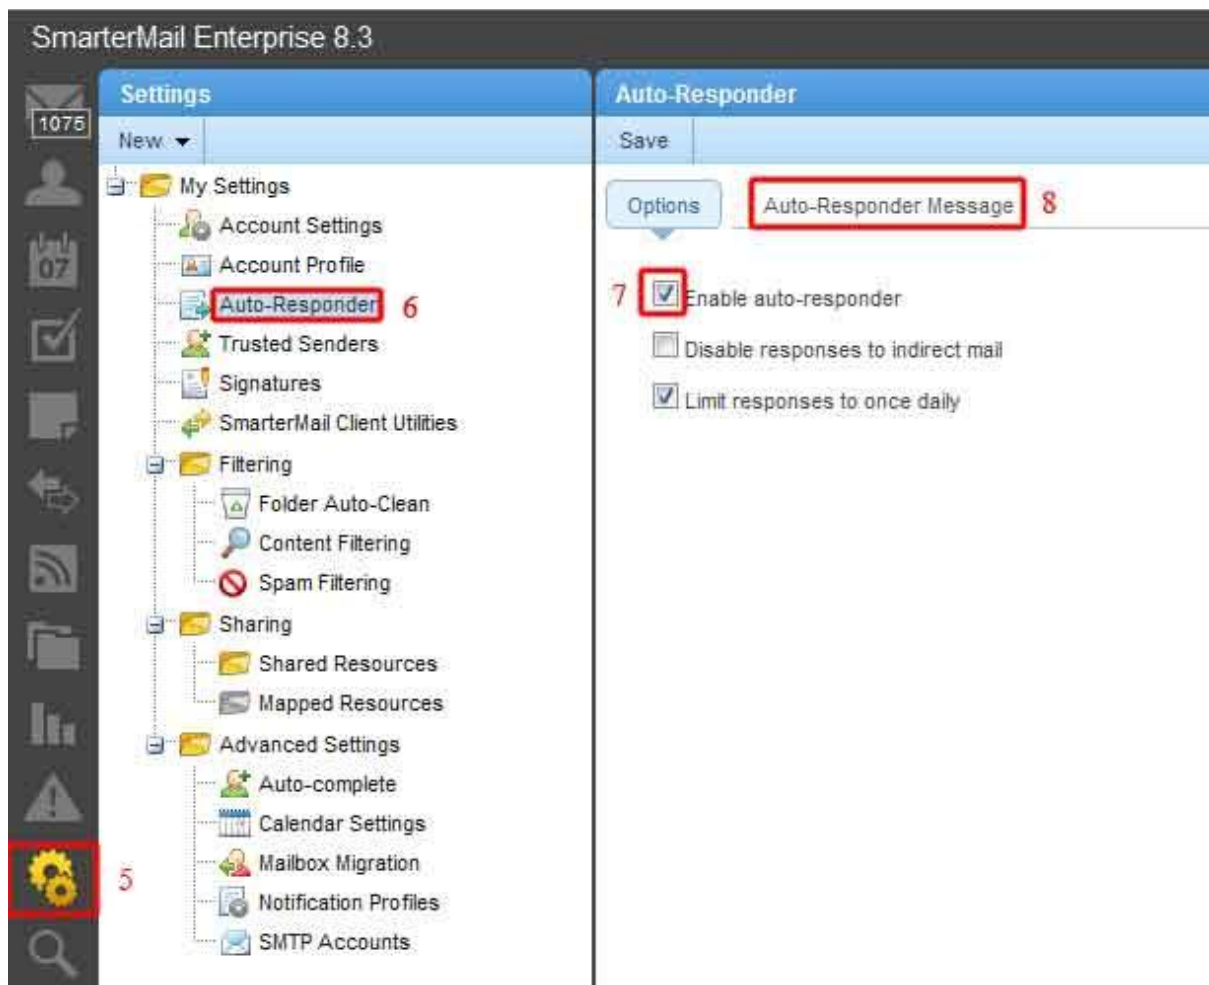 SmarterMail Enterprise 8.3
1075
07
5
Settings
New
My Settings
Account Settings
Account Profile
Auto-Responder 6
Trusted Senders
Signatures
SmarterMail Client Utilities
Filtering
Folder Auto-Clean
Content Filtering
Spam Filtering
Sharing
Shared Resources
Mapped Resources
Advanced Settings
Auto-complete
Calendar Settings
Mailbox Migration
Notification Profiles
SMTP Accounts
Auto-Responder
Save
Options Auto-Responder Message 8
7 Enable auto-responder
Disable responses to indirect mail
Limit responses to once daily